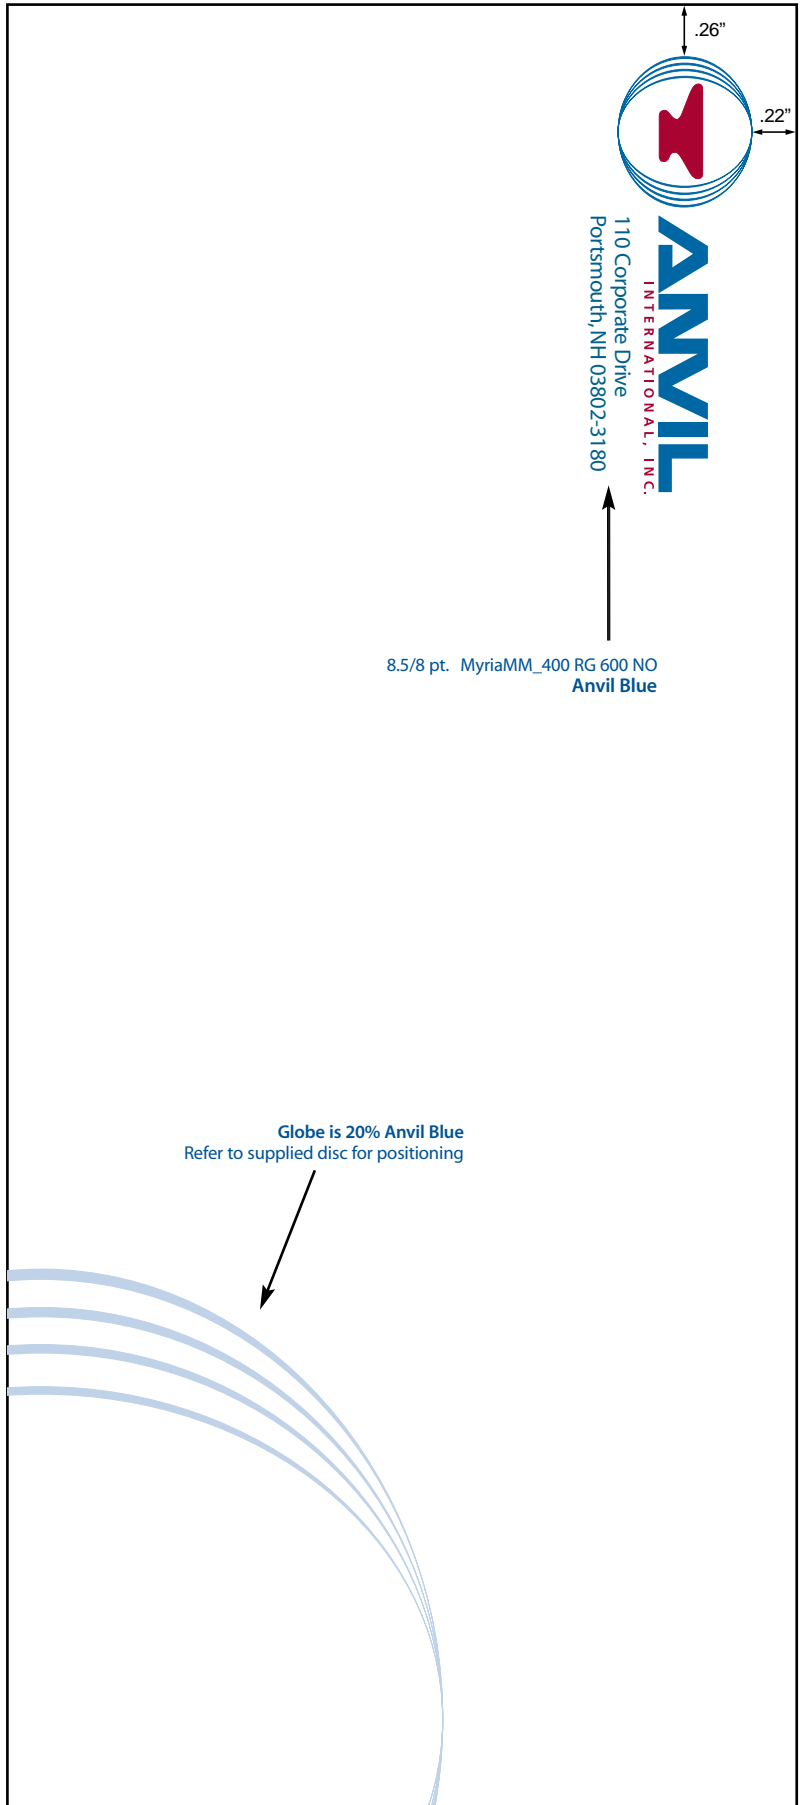 .26”
.22”
ANVIL
INTERNATIONAL, INC.
110 Corporate Drive
Portsmouth, NH 03802-3180
8.5/8 pt. MyriaMM_400 RG 600 NO
Anvil Blue
Globe is 20% Anvil Blue
Refer to supplied disc for positioning